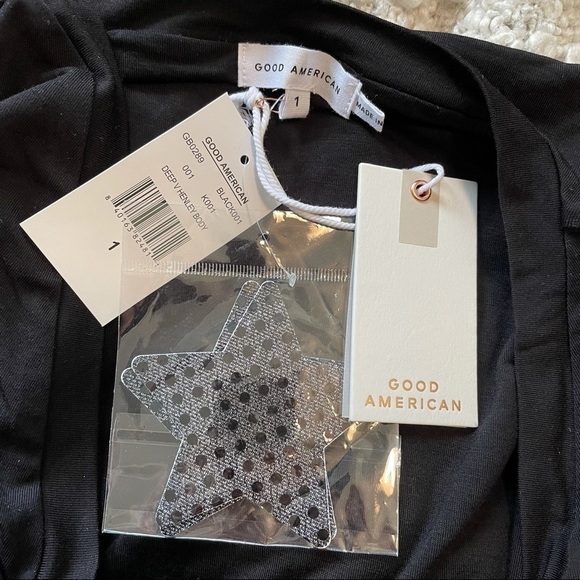 GOOD AMERICAN
1
MADE IN
GOOD AMERICAN
GB0289
001
BLACK001
K001
DEEP V HENLEY BODY
1
GOOD
AMERICAN